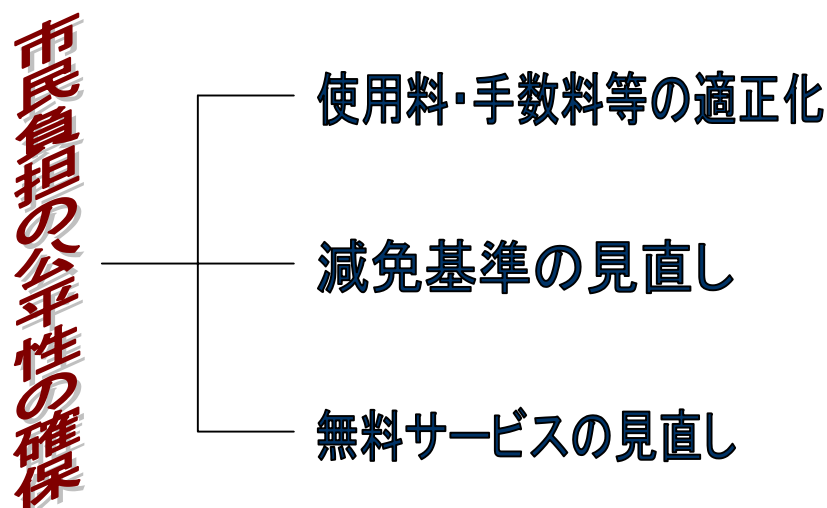 市民負担の公平性の確保
使用料・手数料等の適正化
減免基準の見直し
無料サービスの見直し